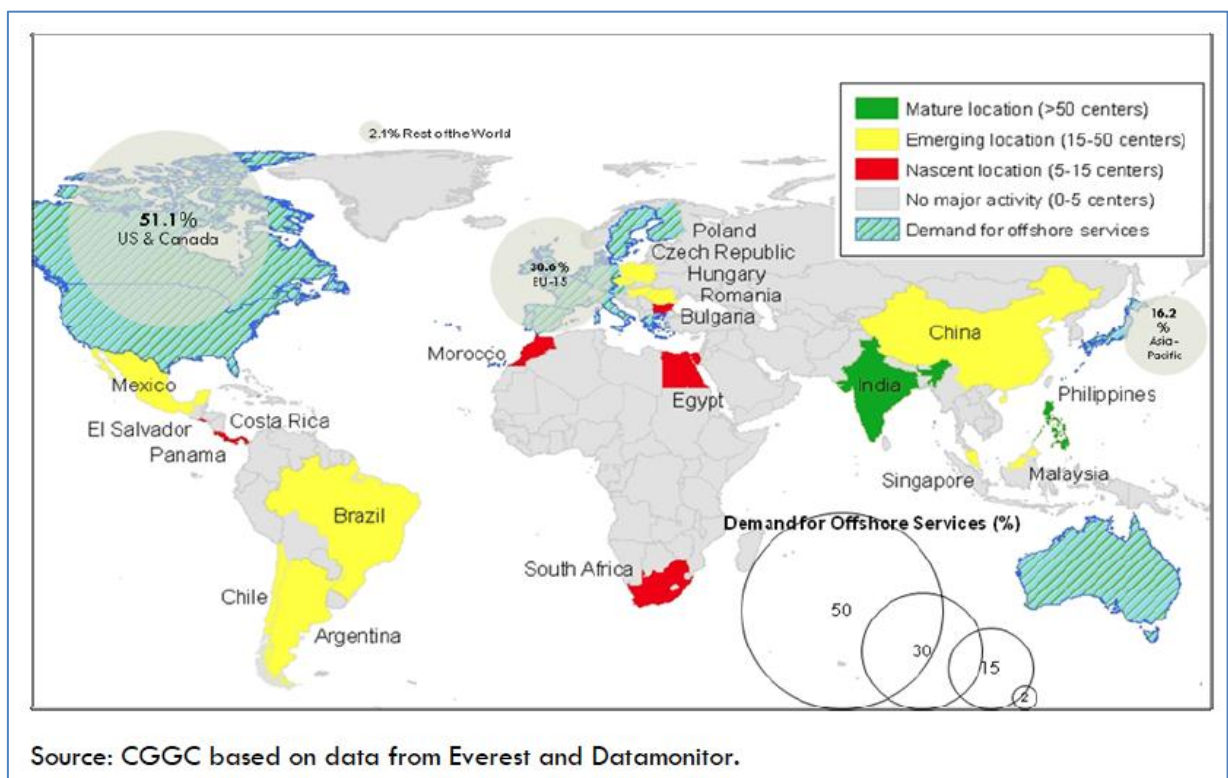 Mature location (>50 centers)
Emerging location (15-50 centers)
Nascent location (5-15 centers)
No major activity (0-5 centers)
Demand for offshore services
2.1% Rest of the World
51.1%
US & Canada
30.6%
EU-15
16.2
%
Asia-
Pacific
Poland
Czech Republic
Hungary
Romania
Bulgaria
Morocco
Egypt
China
India
Philippines
Singapore
Malaysia
Mexico
El Salvador
Costa Rica
Panama
Brazil
Chile
Argentina
South Africa
Demand for Offshore Services (%)
50
30
15
2
Source: CGGC based on data from Everest and Datamonitor.